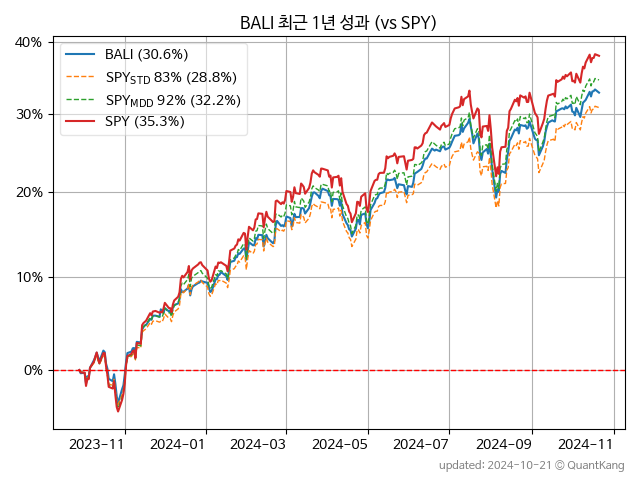 BALI 최근 1년 성과 (vs SPY)
40%
30%
20%
10%
0%
BALI (30.6%)
SPY_STD 83% (28.8%)
SPY_MDD 92% (32.2%)
SPY (35.3%)
2023-11
2024-01
2024-03
2024-05
2024-07
2024-09
2024-11
updated: 2024-10-21 © QuantKang